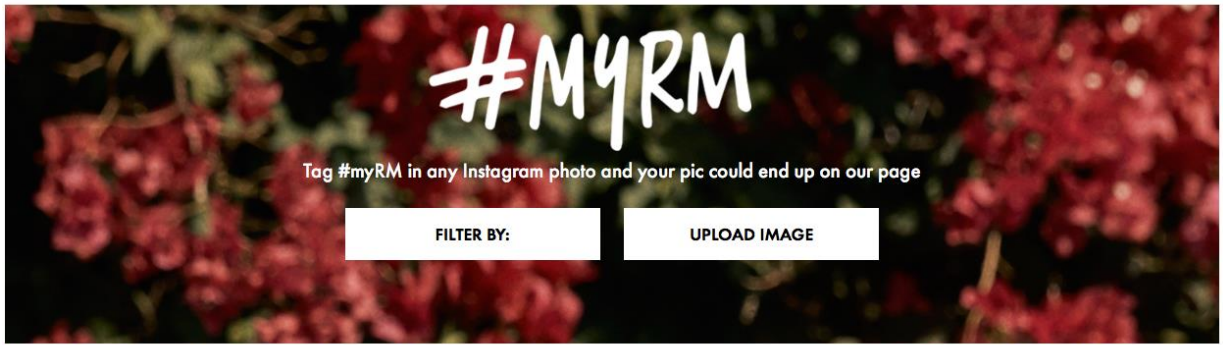 #MYRM
Tag #myRM in any Instagram photo and your pic could end up on our page
FILTER BY:
UPLOAD IMAGE